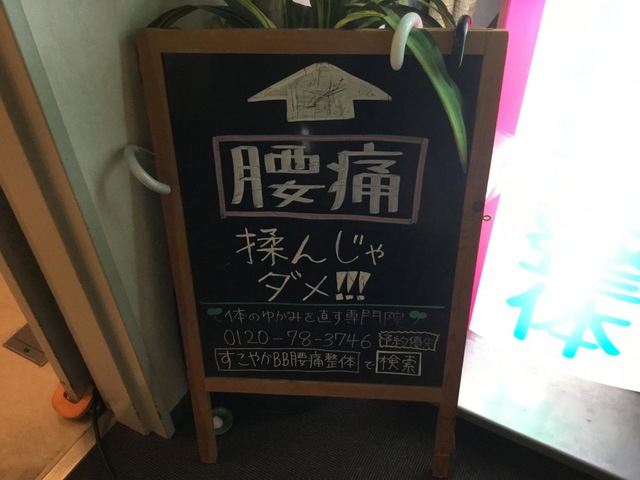 腰痛
揉んじゃ
ダメ!!!
体のゆがみを直す専門院
0120-78-3746 予約優先
すこやかBB腰痛整体で検索
整体